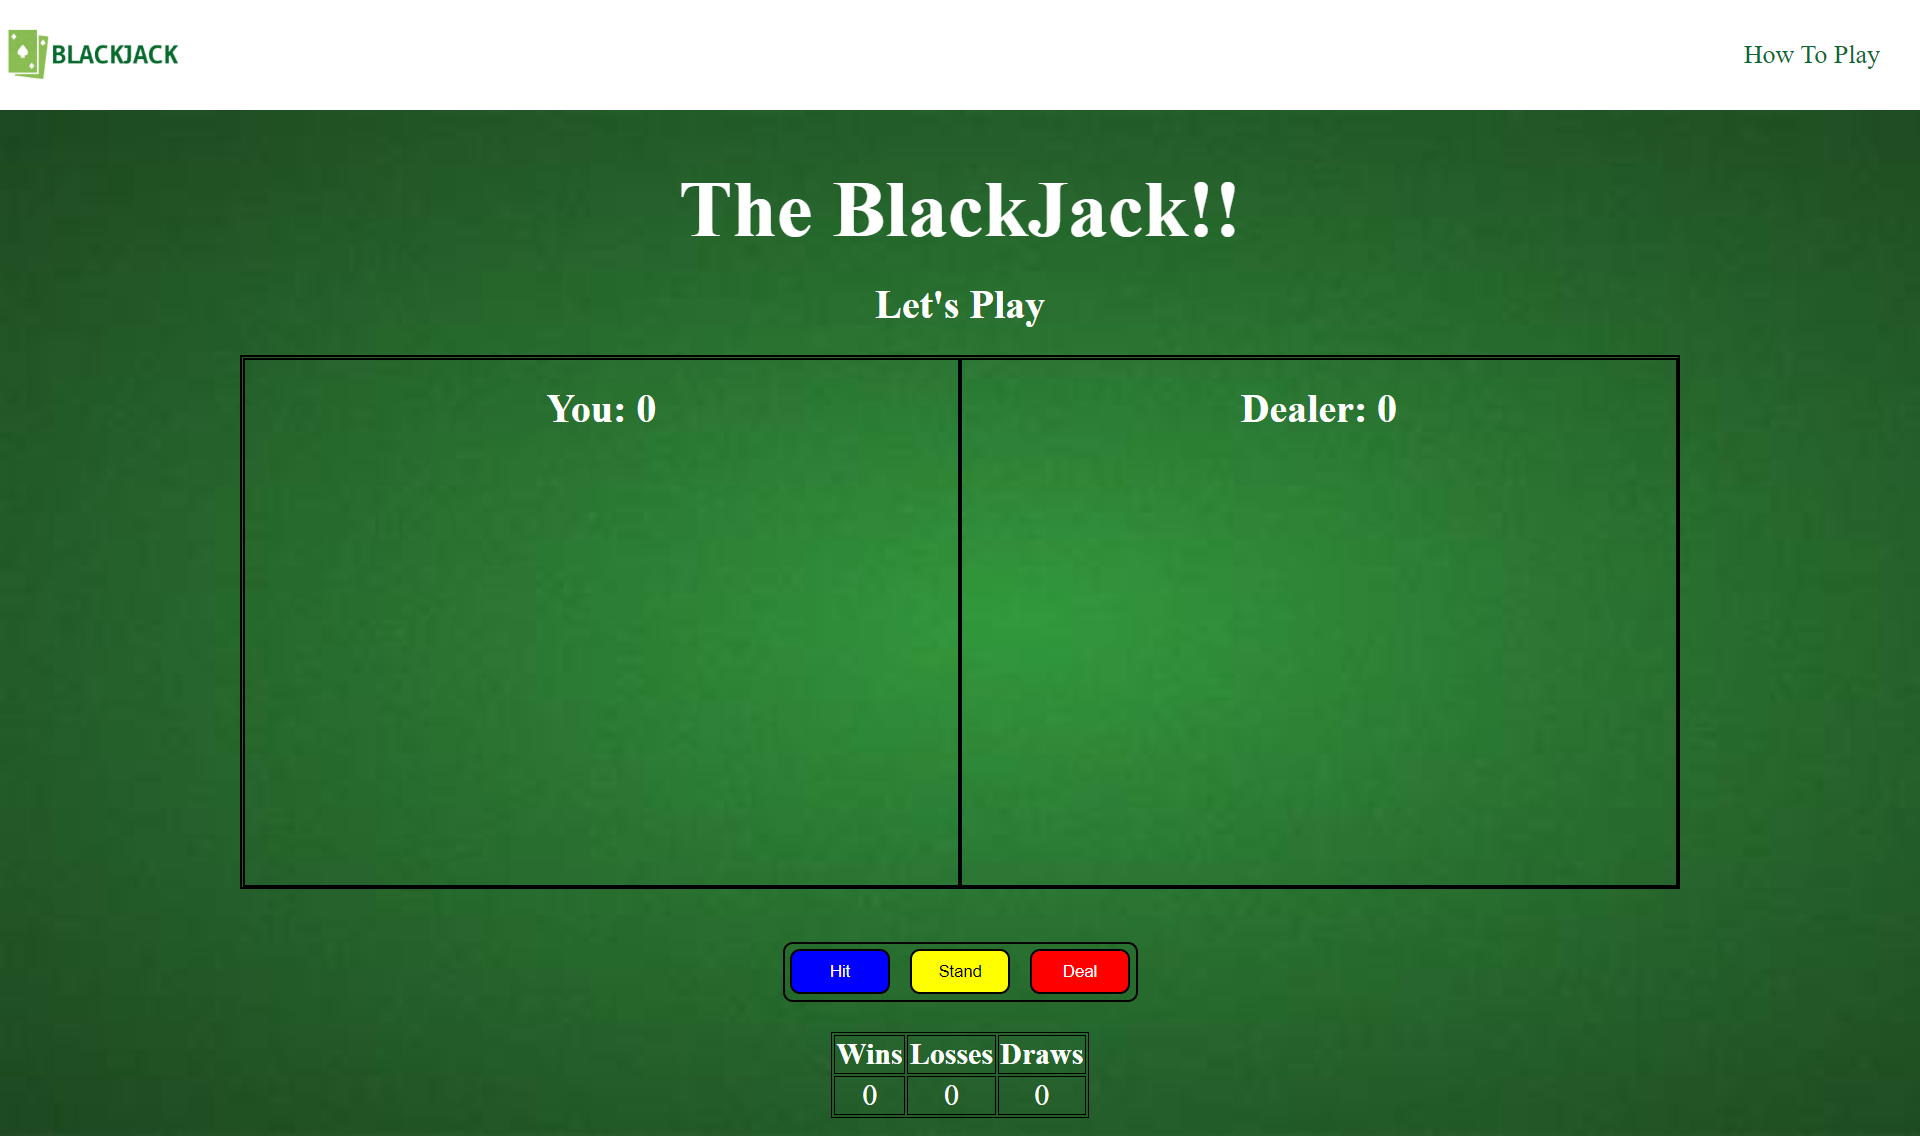 BLACKJACK
How To Play
The BlackJack!!
Let's Play
You: 0
Dealer: 0
Hit
Stand
Deal
Wins Losses Draws
0 0 0